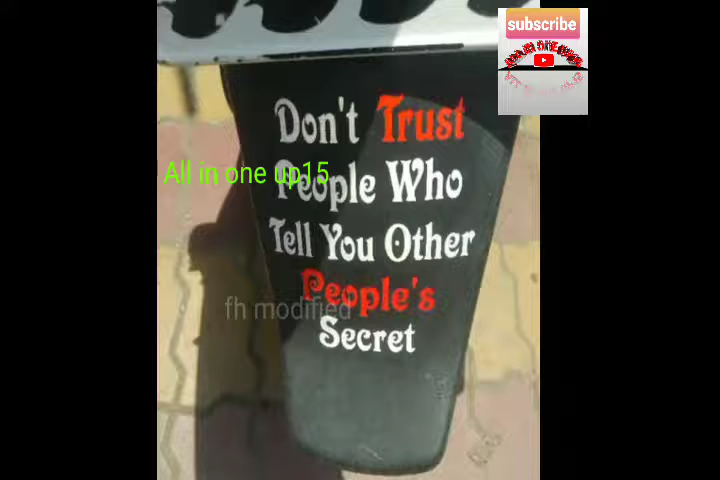 subscribe
Don't Trust
All in one up15
People Who
Tell You Other
People's
fh modified
Secret